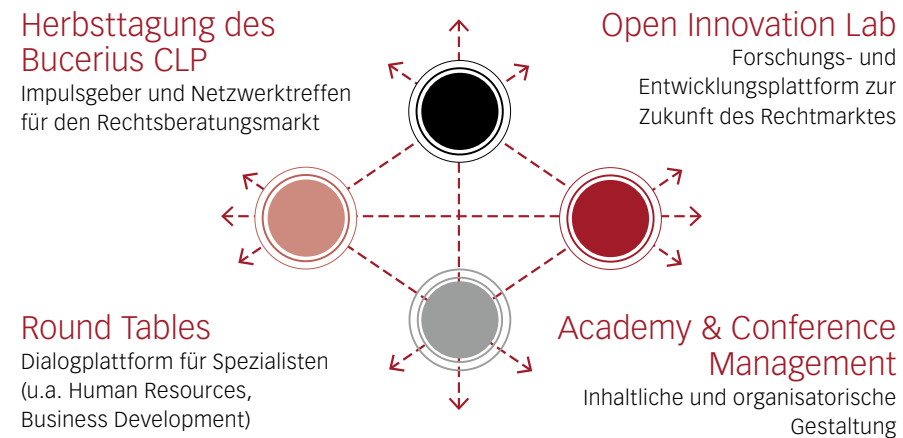 Herbsttagung des
Bucerius CLP
Impulsgeber und Netzwerktreffen
für den Rechtsberatungsmarkt
Open Innovation Lab
Forschungs- und
Entwicklungsplattform zur
Zukunft des Rechtmarktes
Round Tables
Dialogplattform für Spezialisten
(u.a. Human Resources,
Business Development)
Academy & Conference
Management
Inhaltliche und organisatorische
Gestaltung